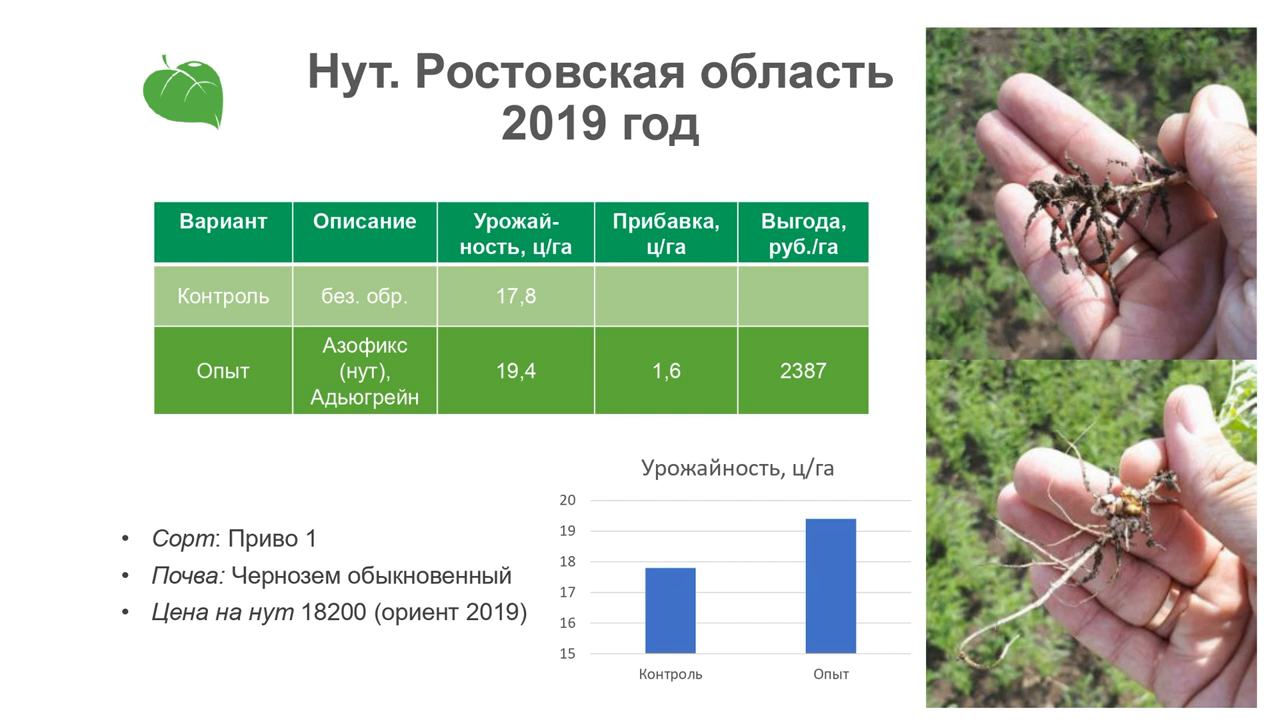 Нут. Ростовская область
2019 год
Вариант Описание Урожай-
ность, ц/га Прибавка,
ц/га Выгода,
руб./га
Контроль без. обр. 17,8
Опыт Азофикс
(нут),
Адьюгрейн 19,4 1,6 2387
• Сорт: Приво 1
• Почва: Чернозем обыкновенный
• Цена на нут 18200 (ориент 2019)
Урожайность, ц/га
20
19
18
17
16
15
Контроль Опыт